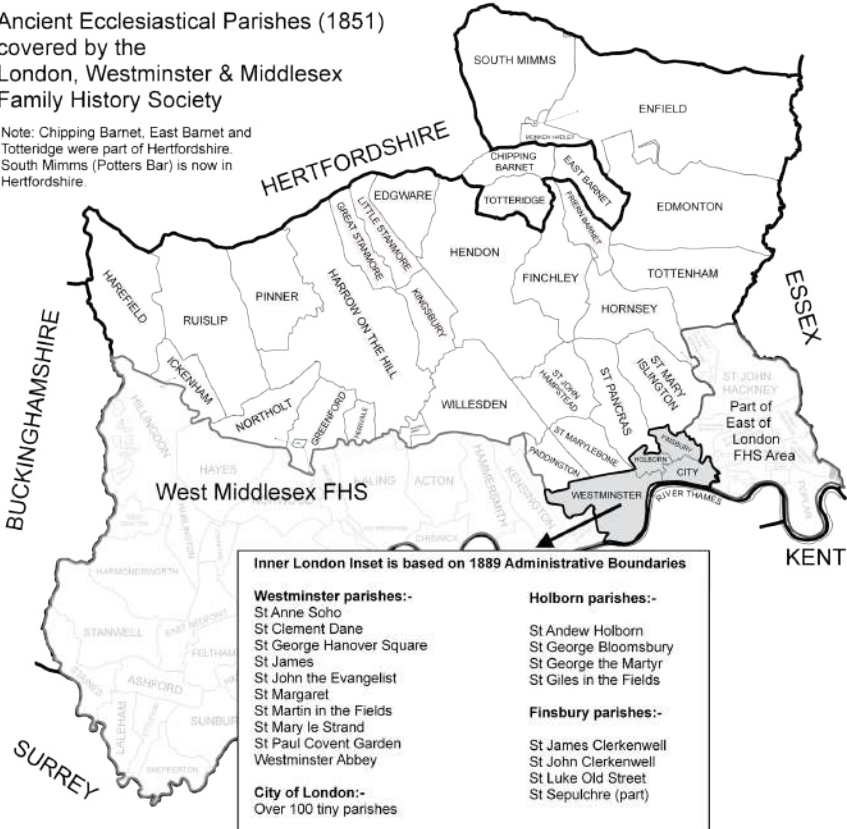 Ancient Ecclesiastical Parishes (1851)
covered by the
London, Westminster & Middlesex
Family History Society
Note: Chipping Barnet, East Barnet and
Totteridge were part of Hertfordshire.
South Mimms (Potters Bar) is now in
Hertfordshire.
SOUTH MIMMS
ENFIELD
MONKEN HADLEY
HERTFORDSHIRE
CHIPPING
BARNET
EAST BARNET
TOTTERIDGE
FRIERN BARNET
EDMONTON
EDGWARE
LITTLE STANMORE
GREAT STANMORE
HENDON
FINCHLEY
TOTTENHAM
HAREFIELD
RUISLIP
PINNER
HARROW ON THE HILL
KINGSBURY
HORNSEY
ESSEX
BUCKINGHAMSHIRE
ICKENHAM
NORTHOLT
GREENFORD
PERIVALE
WILLESDEN
ST JOHN
HAMPSTEAD
ST PANCRAS
ST MARY
ISLINGTON
ST JOHN
HACKNEY
Part of
East of
London
FHS Area
ST MARYLEBONE
PADDINGTON
FINSBURY
HOLBORN
CITY
WESTMINSTER
RIVER THAMES
POPLAR
KENT
HILLINGDON
HAYES
West Middlesex FHS
EALING
ACTON
HAMMERSMITH
KENSINGTON
CHISWICK
HARLINGTON
HARMONDSWORTH
STANWELL
EAST BEDFONT
FELTHAM
STAINES
ASHFORD
LALEHAM
LITTLETON
SUNBUR
SHEPPERTON
SURREY
Inner London Inset is based on 1889 Administrative Boundaries
Westminster parishes:-
St Anne Soho
St Clement Dane
St George Hanover Square
St James
St John the Evangelist
St Margaret
St Martin in the Fields
St Mary le Strand
St Paul Covent Garden
Westminster Abbey
City of London:-
Over 100 tiny parishes
Holborn parishes:-
St Andew Holborn
St George Bloomsbury
St George the Martyr
St Giles in the Fields
Finsbury parishes:-
St James Clerkenwell
St John Clerkenwell
St Luke Old Street
St Sepulchre (part)